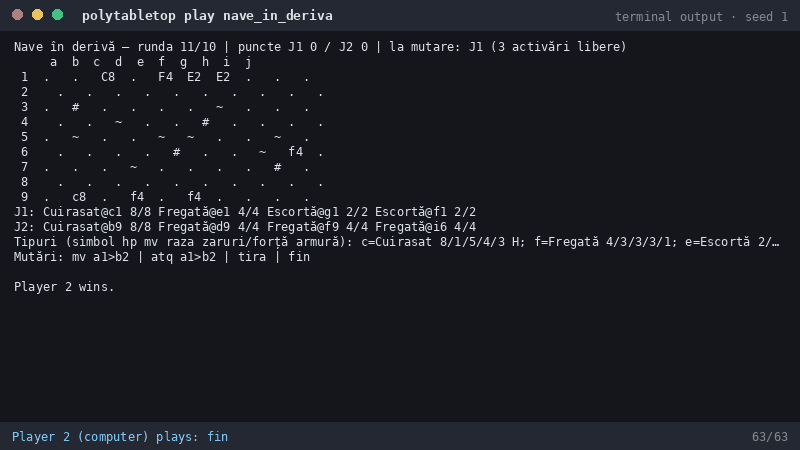 polytabletop play nave_in_deriva
terminal output · seed 1
Nave în derivă — runda 11/10 | puncte J1 0 / J2 0 | la mutare: J1 (3 activări libere)
a b c d e f g h i j
1 . . C8 . F4 E2 E2 . . .
2 . . . . . . . . . .
3 . # . . . . ~ . . .
4 . . ~ . . # . . . .
5 . ~ . . ~ ~ . . ~ .
6 . . . . # . . ~ f4 .
7 . . . ~ . . . . # .
8 . . . . . . . . . .
9 . c8 . f4 . f4 . . . .
J1: Cuirasat@c1 8/8 Fregată@e1 4/4 Escortă@g1 2/2 Escortă@f1 2/2
J2: Cuirasat@b9 8/8 Fregată@d9 4/4 Fregată@f9 4/4 Fregată@i6 4/4
Tipuri (simbol hp mv raza zaruri/forță armură): c=Cuirasat 8/1/5/4/3 H; f=Fregată 4/3/3/3/1; e=Escortă 2/…
Mutări: mv a1>b2 | atq a1>b2 | tira | fin
Player 2 wins.
Player 2 (computer) plays: fin
63/63